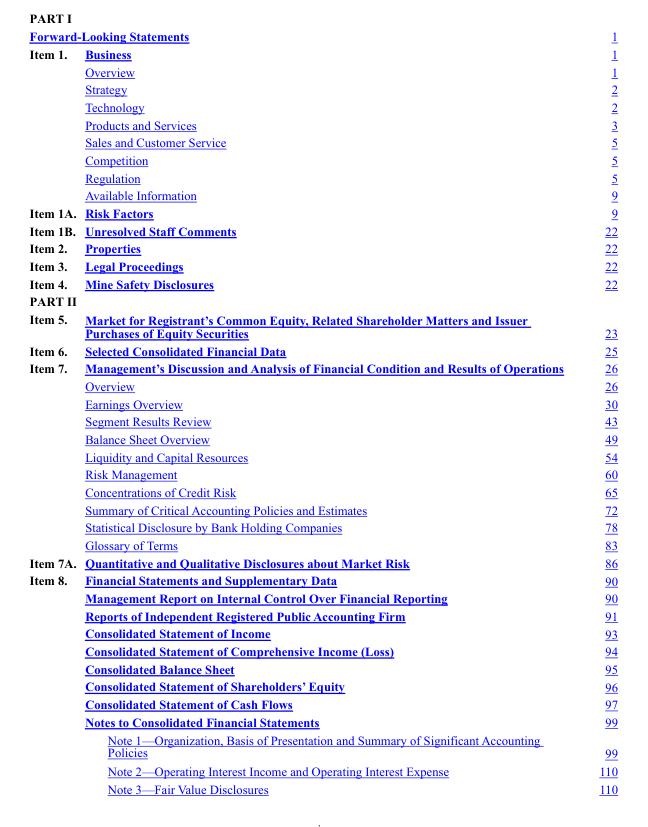 PART I
Forward-Looking Statements 1
Item 1. Business 1
Overview 1
Strategy 2
Technology 2
Products and Services 3
Sales and Customer Service 5
Competition 5
Regulation 5
Available Information 9
Item 1A. Risk Factors 9
Item 1B. Unresolved Staff Comments 22
Item 2. Properties 22
Item 3. Legal Proceedings 22
Item 4. Mine Safety Disclosures 22
PART II
Item 5. Market for Registrant’s Common Equity, Related Shareholder Matters and Issuer
Purchases of Equity Securities 23
Item 6. Selected Consolidated Financial Data 25
Item 7. Management’s Discussion and Analysis of Financial Condition and Results of Operations 26
Overview 26
Earnings Overview 30
Segment Results Review 43
Balance Sheet Overview 49
Liquidity and Capital Resources 54
Risk Management 60
Concentrations of Credit Risk 65
Summary of Critical Accounting Policies and Estimates 72
Statistical Disclosure by Bank Holding Companies 78
Glossary of Terms 83
Item 7A. Quantitative and Qualitative Disclosures about Market Risk 86
Item 8. Financial Statements and Supplementary Data 90
Management Report on Internal Control Over Financial Reporting 90
Reports of Independent Registered Public Accounting Firm 91
Consolidated Statement of Income 93
Consolidated Statement of Comprehensive Income (Loss) 94
Consolidated Balance Sheet 95
Consolidated Statement of Shareholders’ Equity 96
Consolidated Statement of Cash Flows 97
Notes to Consolidated Financial Statements 99
Note 1—Organization, Basis of Presentation and Summary of Significant Accounting
Policies 99
Note 2—Operating Interest Income and Operating Interest Expense 110
Note 3—Fair Value Disclosures 110